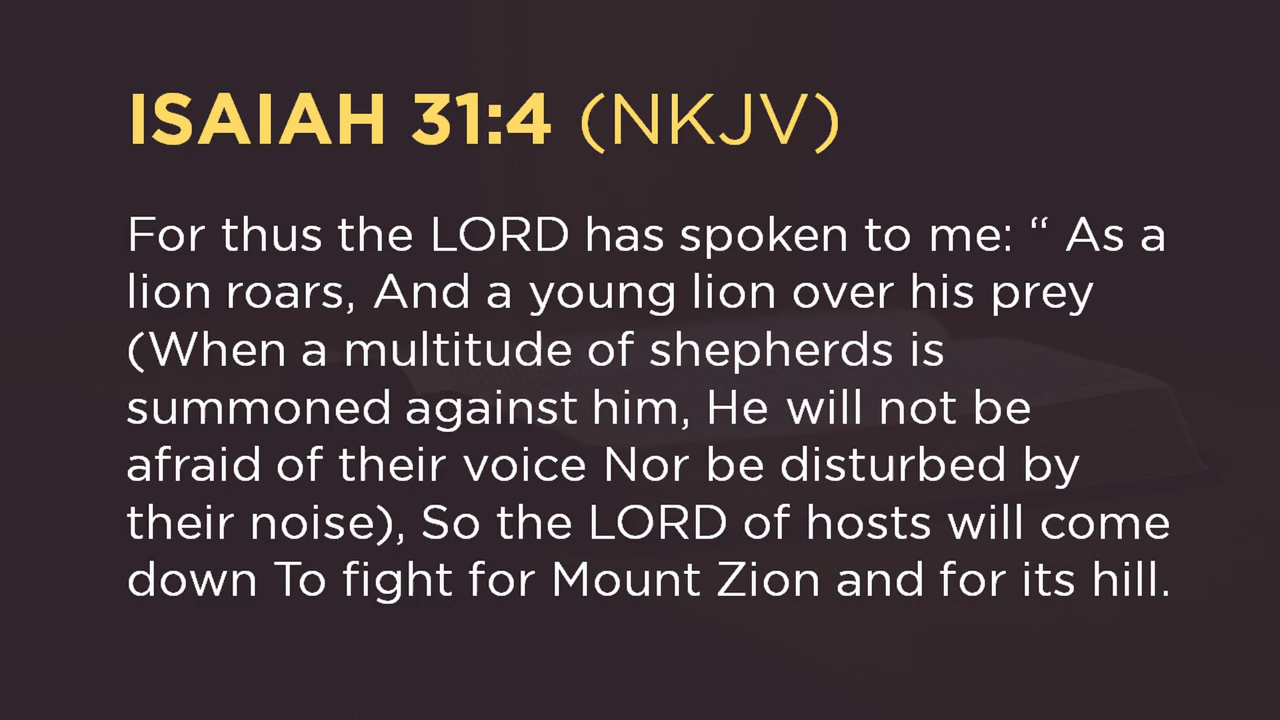 ISAIAH 31:4 (NKJV)
For thus the LORD has spoken to me: “ As a
lion roars, And a young lion over his prey
(When a multitude of shepherds is
summoned against him, He will not be
afraid of their voice Nor be disturbed by
their noise), So the LORD of hosts will come
down To fight for Mount Zion and for its hill.